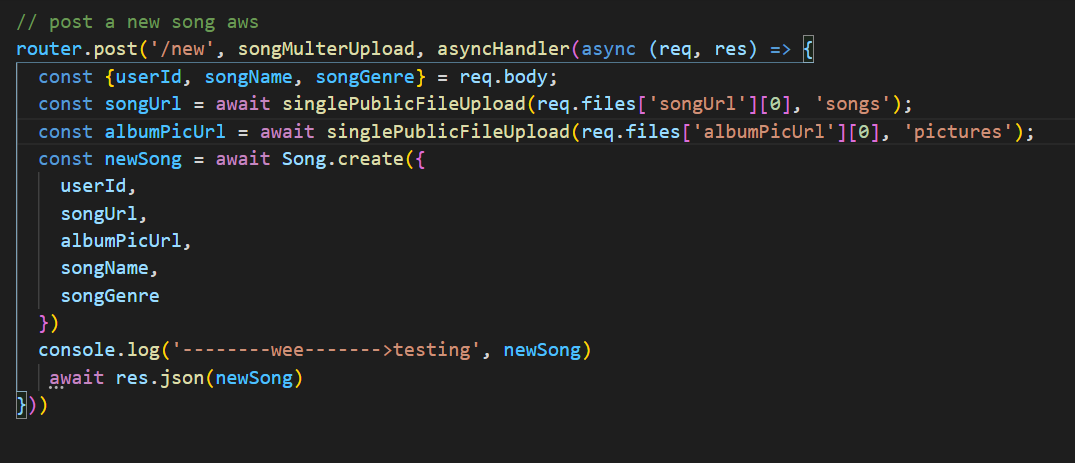 // post a new song aws
router.post('/new', songMulterUpload, asyncHandler(async (req, res) => {
  const {userId, songName, songGenre} = req.body;
  const songUrl = await singlePublicFileUpload(req.files['songUrl'][0], 'songs');
  const albumPicUrl = await singlePublicFileUpload(req.files['albumPicUrl'][0], 'pictures');
  const newSong = await Song.create({
    userId,
    songUrl,
    albumPicUrl,
    songName,
    songGenre
  })
  console.log('--------wee------->testing', newSong)
   await res.json(newSong)
}))